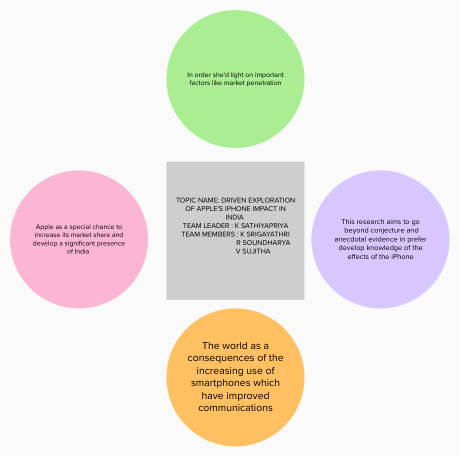 In order she'd light on important
factors like market penetration
TOPIC NAME: DRIVEN EXPLORATION
OF APPLE'S IPHONE IMPACT IN
INDIA
TEAM LEADER : K SATHIYAPRIYA
TEAM MEMBERS : K SRIGAYATHRI
R SOUNDHARYA
V SUJITHA
Apple as a special chance to
increase its market share and
develop a significant presence
of India
This research aims to go
beyond conjecture and
anecdotal evidence in prefer
develop knowledge of the
effects of the iPhone
The world as a
consequences of the
increasing use of
smartphones which
have improved
communications